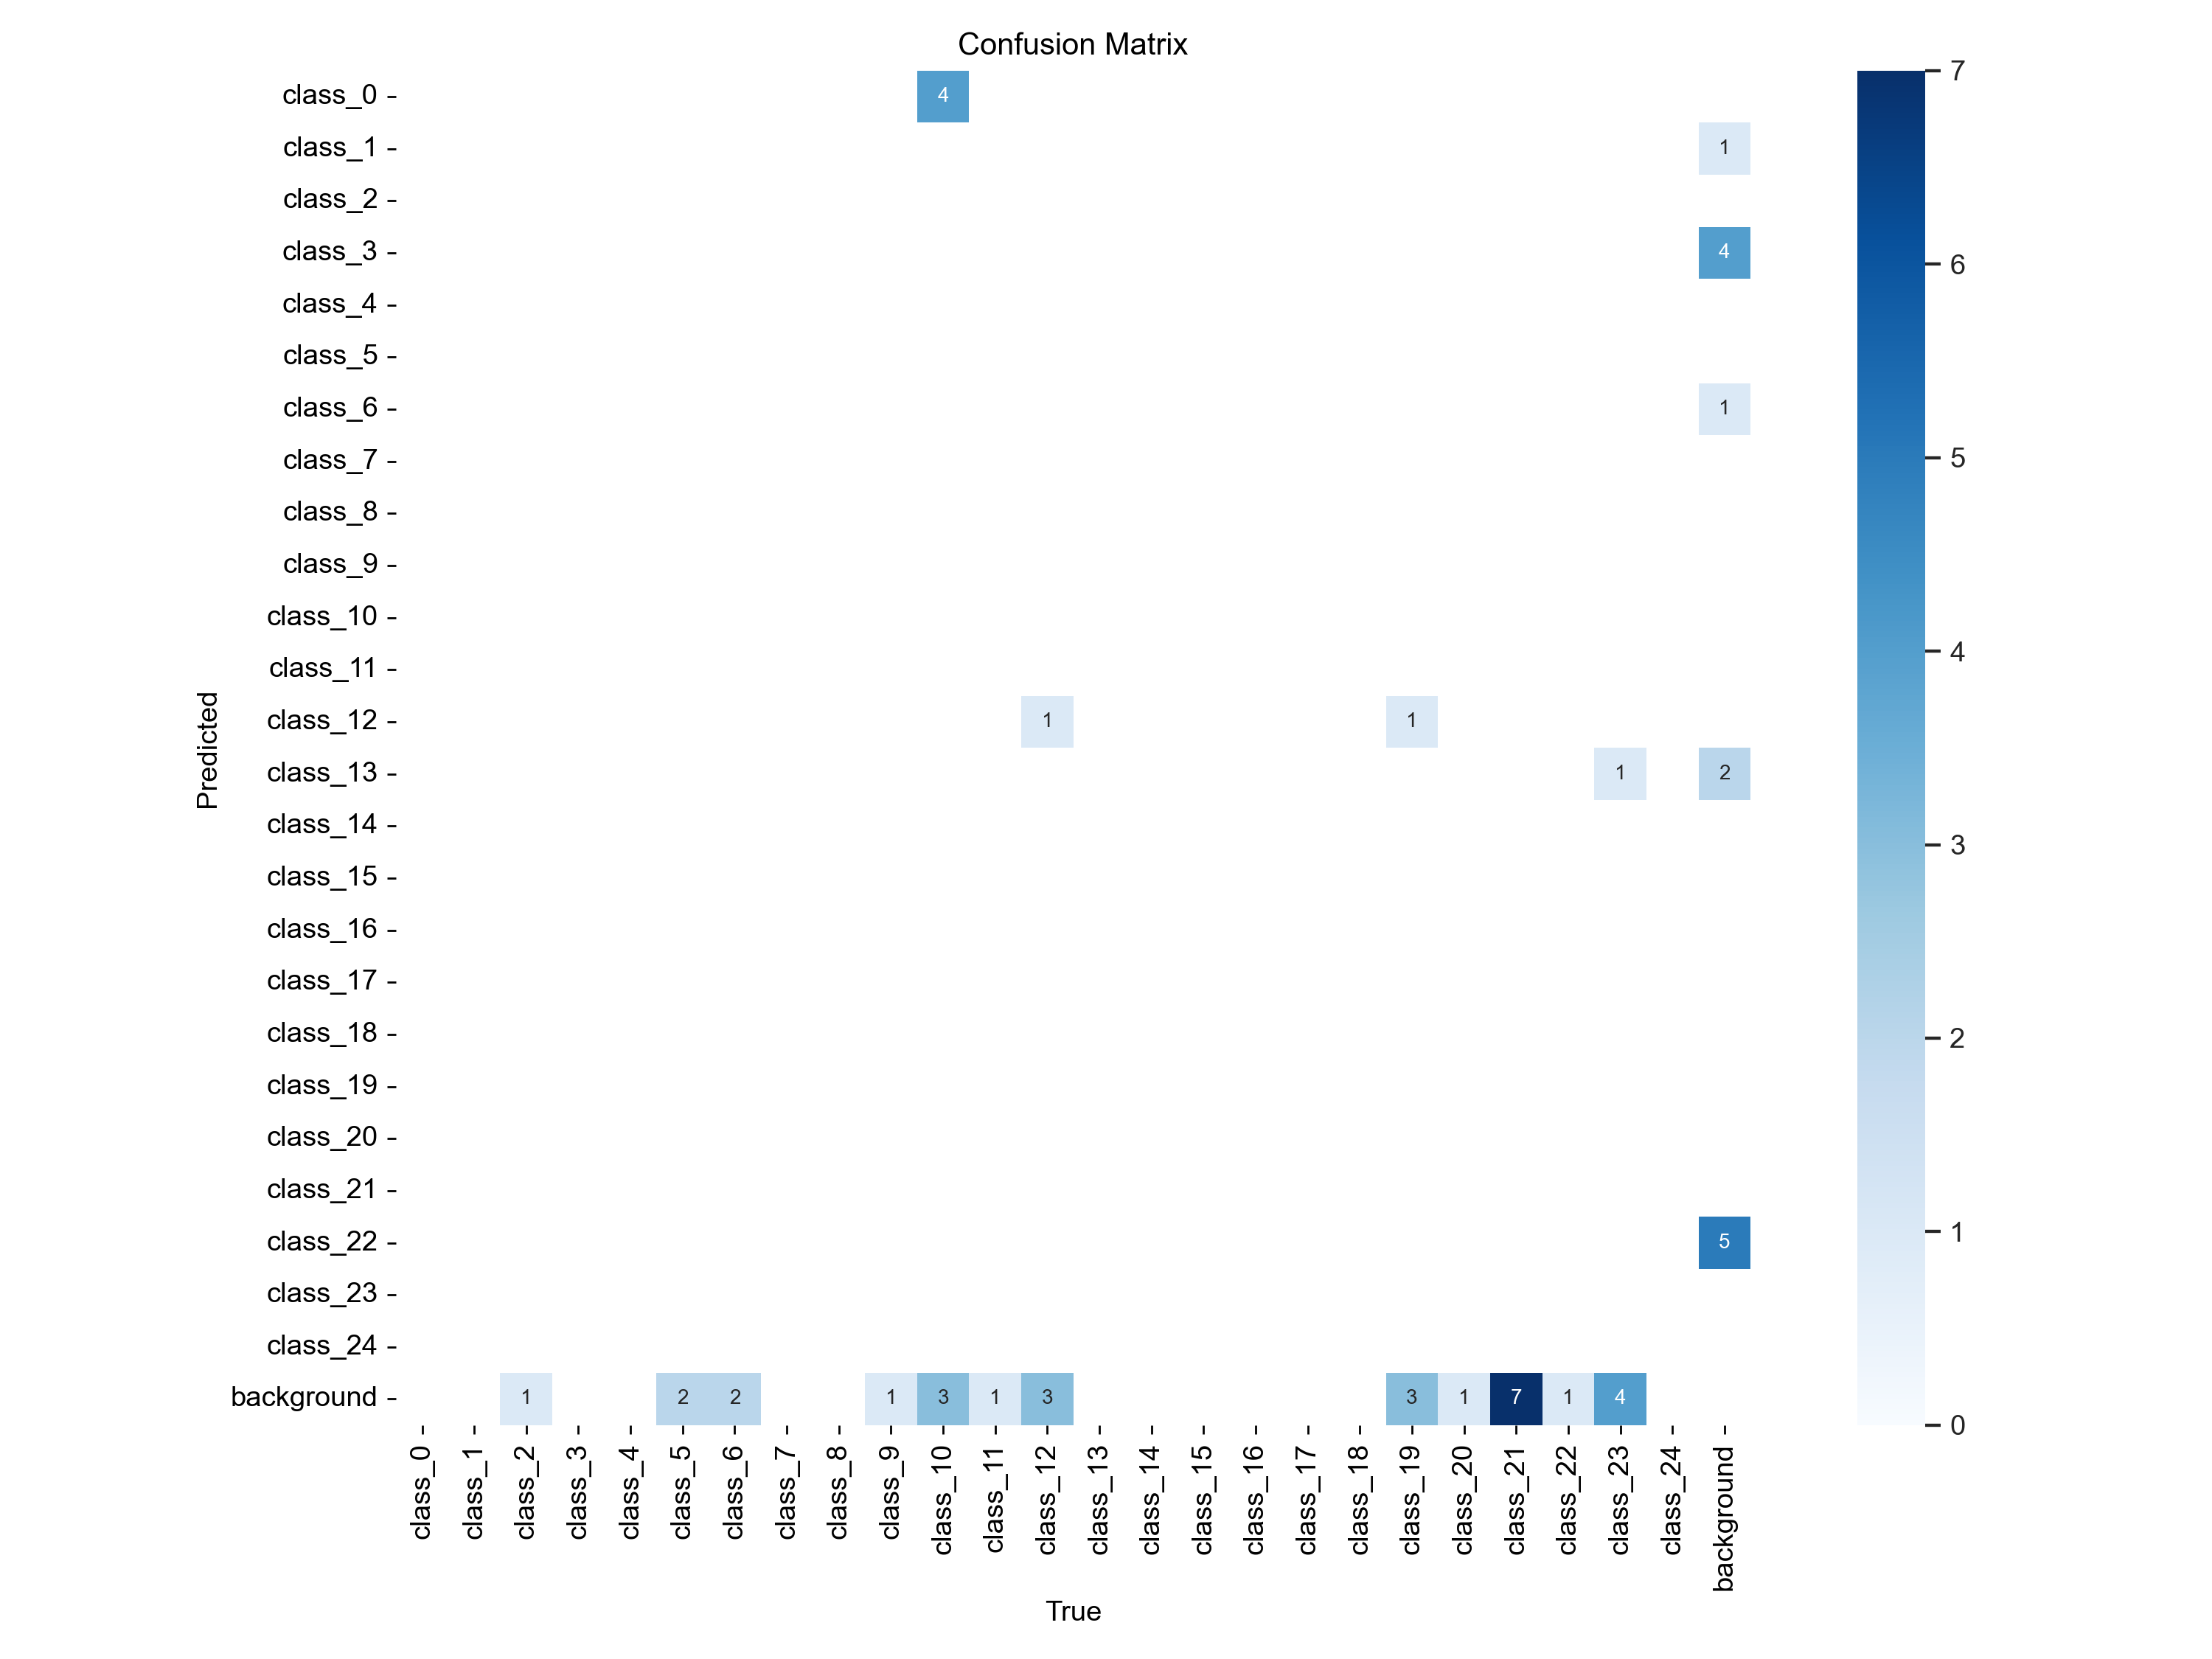 Confusion Matrix
class_0 4
class_1 1
class_2
class_3 4
class_4
class_5
class_6 1
class_7
class_8
class_9
class_10
class_11
class_12 1 1
class_13 1 2
class_14
class_15
class_16
class_17
class_18
class_19
class_20
class_21
class_22 5
class_23
class_24
background 1 2 2 1 3 1 3 3 1 7 1 4
Predicted
class_0 class_1 class_2 class_3 class_4 class_5 class_6 class_7 class_8 class_9 class_10 class_11 class_12 class_13 class_14 class_15 class_16 class_17 class_18 class_19 class_20 class_21 class_22 class_23 class_24 background
True
7
6
5
4
3
2
1
0